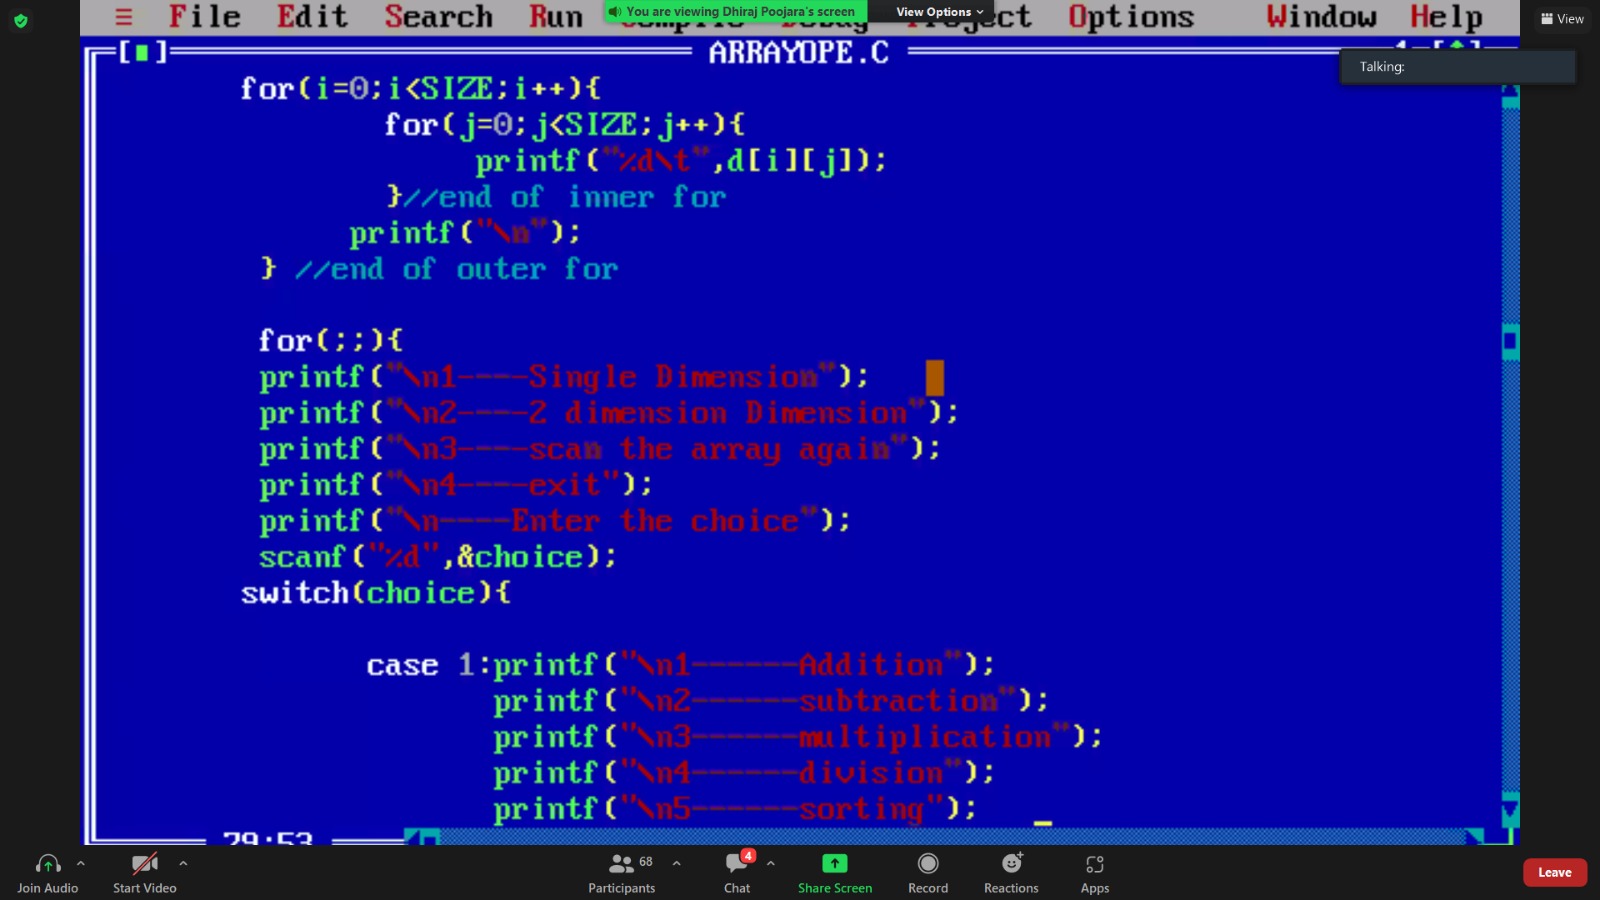 ≡ File Edit Search Run Compile Debug Project Options Window Help
You are viewing Dhiraj Poojara's screen View Options
View
ARRAYOPE.C
Talking:
for(i=0;i<SIZE;i++){
for(j=0;j<SIZE;j++){
printf("%d\t",d[i][j]);
}//end of inner for
printf("\n");
} //end of outer for
for(;;){
printf("\n1----Single Dimension");
printf("\n2----2 dimension Dimension");
printf("\n3----scan the array again");
printf("\n4----exit");
printf("\n----Enter the choice");
scanf("%d",&choice);
switch(choice){
case 1:printf("\n1------Addition");
printf("\n2------subtraction");
printf("\n3------multiplication");
printf("\n4------division");
printf("\n5------sorting");
79:53
68
4
Join Audio Start Video Participants Chat Share Screen Record Reactions Apps Leave